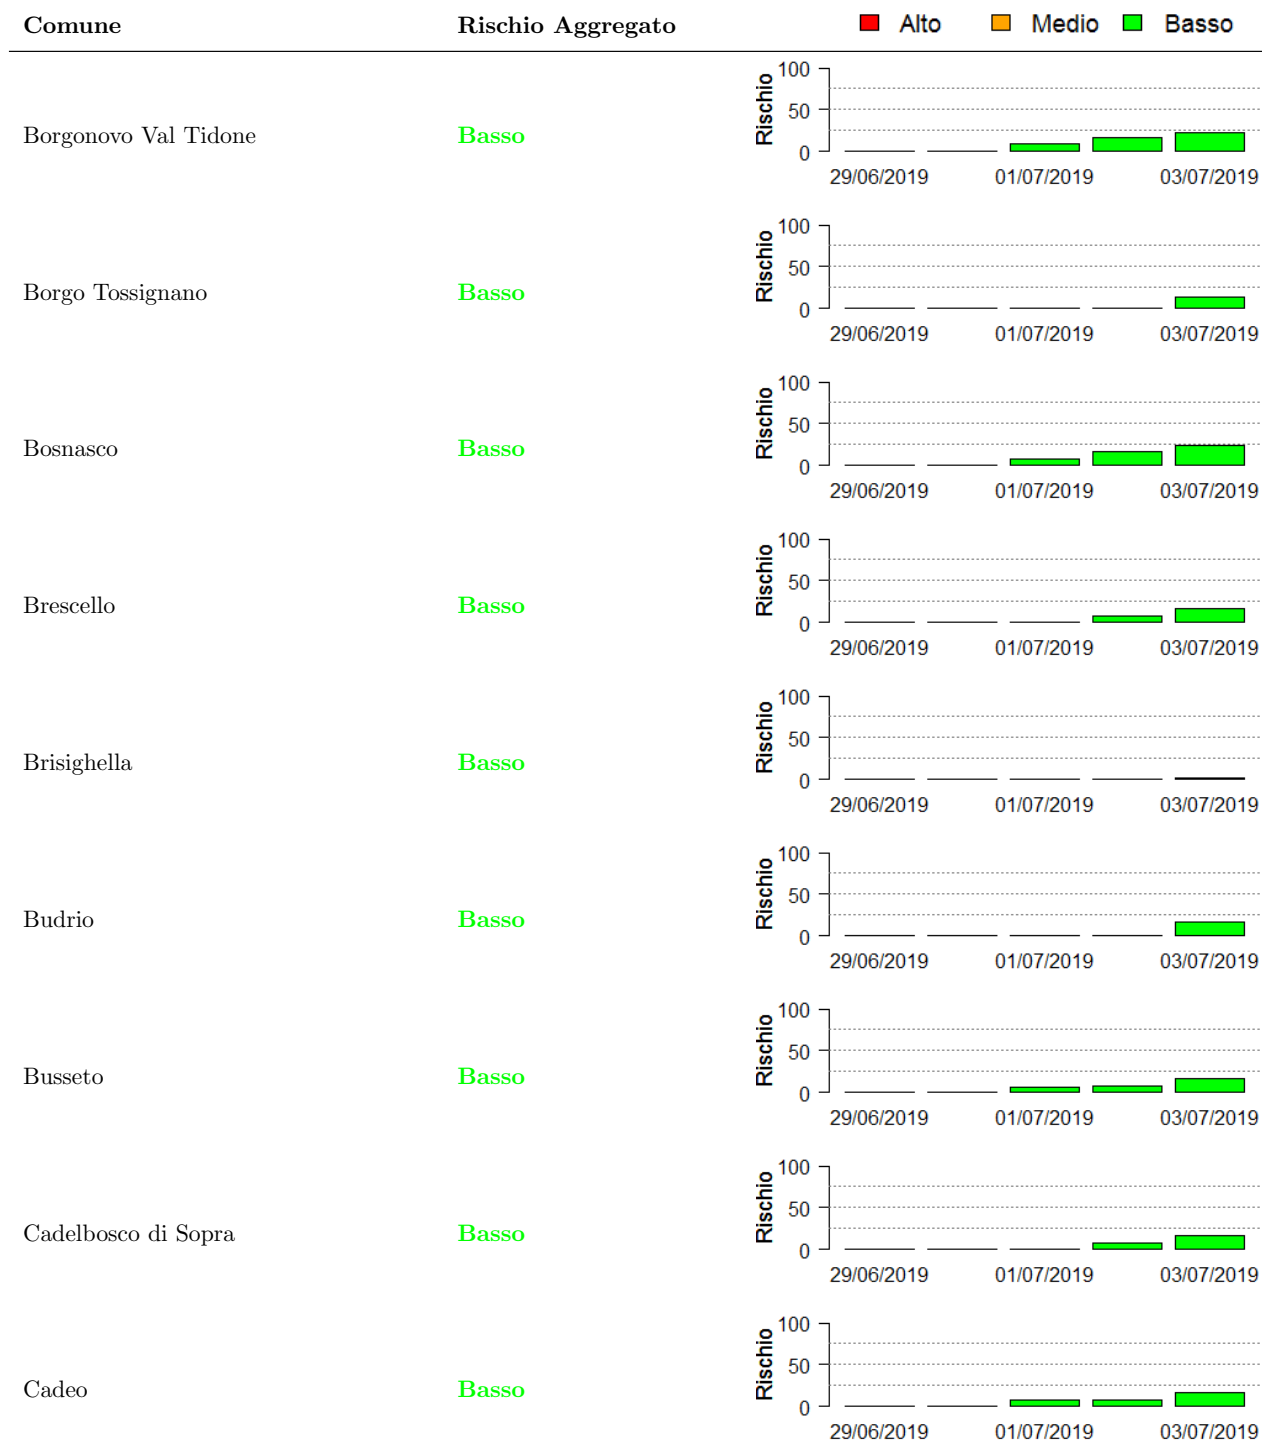 Comune Rischio Aggregato Alto Medio Basso
Borgonovo Val Tidone Basso
Rischio
100
50
0
29/06/2019 01/07/2019 03/07/2019
Borgo Tossignano Basso
Rischio
100
50
0
29/06/2019 01/07/2019 03/07/2019
Bosnasco Basso
Rischio
100
50
0
29/06/2019 01/07/2019 03/07/2019
Brescello Basso
Rischio
100
50
0
29/06/2019 01/07/2019 03/07/2019
Brisighella Basso
Rischio
100
50
0
29/06/2019 01/07/2019 03/07/2019
Budrio Basso
Rischio
100
50
0
29/06/2019 01/07/2019 03/07/2019
Busseto Basso
Rischio
100
50
0
29/06/2019 01/07/2019 03/07/2019
Cadelbosco di Sopra Basso
Rischio
100
50
0
29/06/2019 01/07/2019 03/07/2019
Cadeo Basso
Rischio
100
50
0
29/06/2019 01/07/2019 03/07/2019